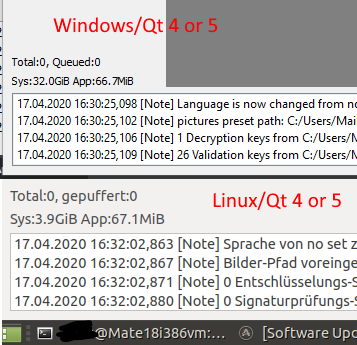 Windows/Qt 4 or 5
Total:0, Queued:0
Sys:32.0GiB App:66.7MiB
17.04.2020 16:30:25,098 [Note] Language is now changed from
17.04.2020 16:30:25,102 [Note] pictures preset path: C:/Users/Mai
17.04.2020 16:30:25,106 [Note] 1 Decryption keys from C:/Users/
17.04.2020 16:30:25,109 [Note] 26 Validation keys from C:/Users/
Total:0, gepuffert:0
Linux/Qt 4 or 5
Sys:3.9GiB App:67.1MiB
17.04.2020 16:32:02,863 [Note] Sprache von no set
17.04.2020 16:32:02,867 [Note] Bilder-Pfad voreinge
17.04.2020 16:32:02,871 [Note] 0 Entschlüsselungs-S
17.04.2020 16:32:02,880 [Note] 0 Signaturprüfungs-S
@Mate18i386vm:... [Software Upd